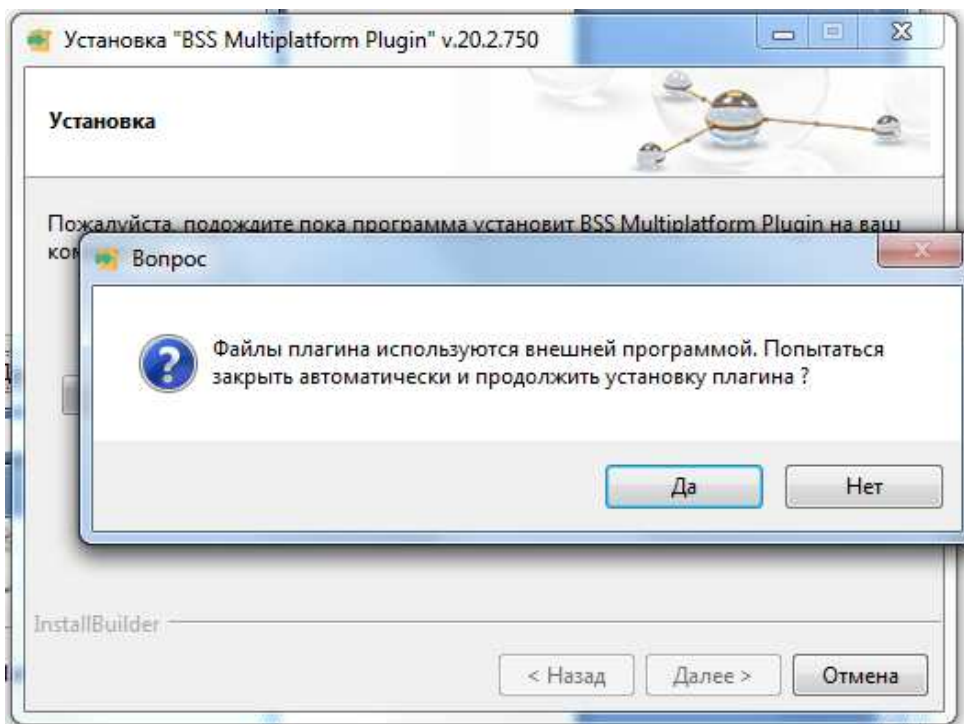 Установка "BSS Multiplatform Plugin" v.20.2.750
Установка
Пожалуйста, подождите пока программа установит BSS Multiplatform Plugin на ваш
Вопрос
Файлы плагина используются внешней программой. Попытаться
закрыть автоматически и продолжить установку плагина ?
Да
Нет
InstallBuilder
< Назад
Далее >
Отмена